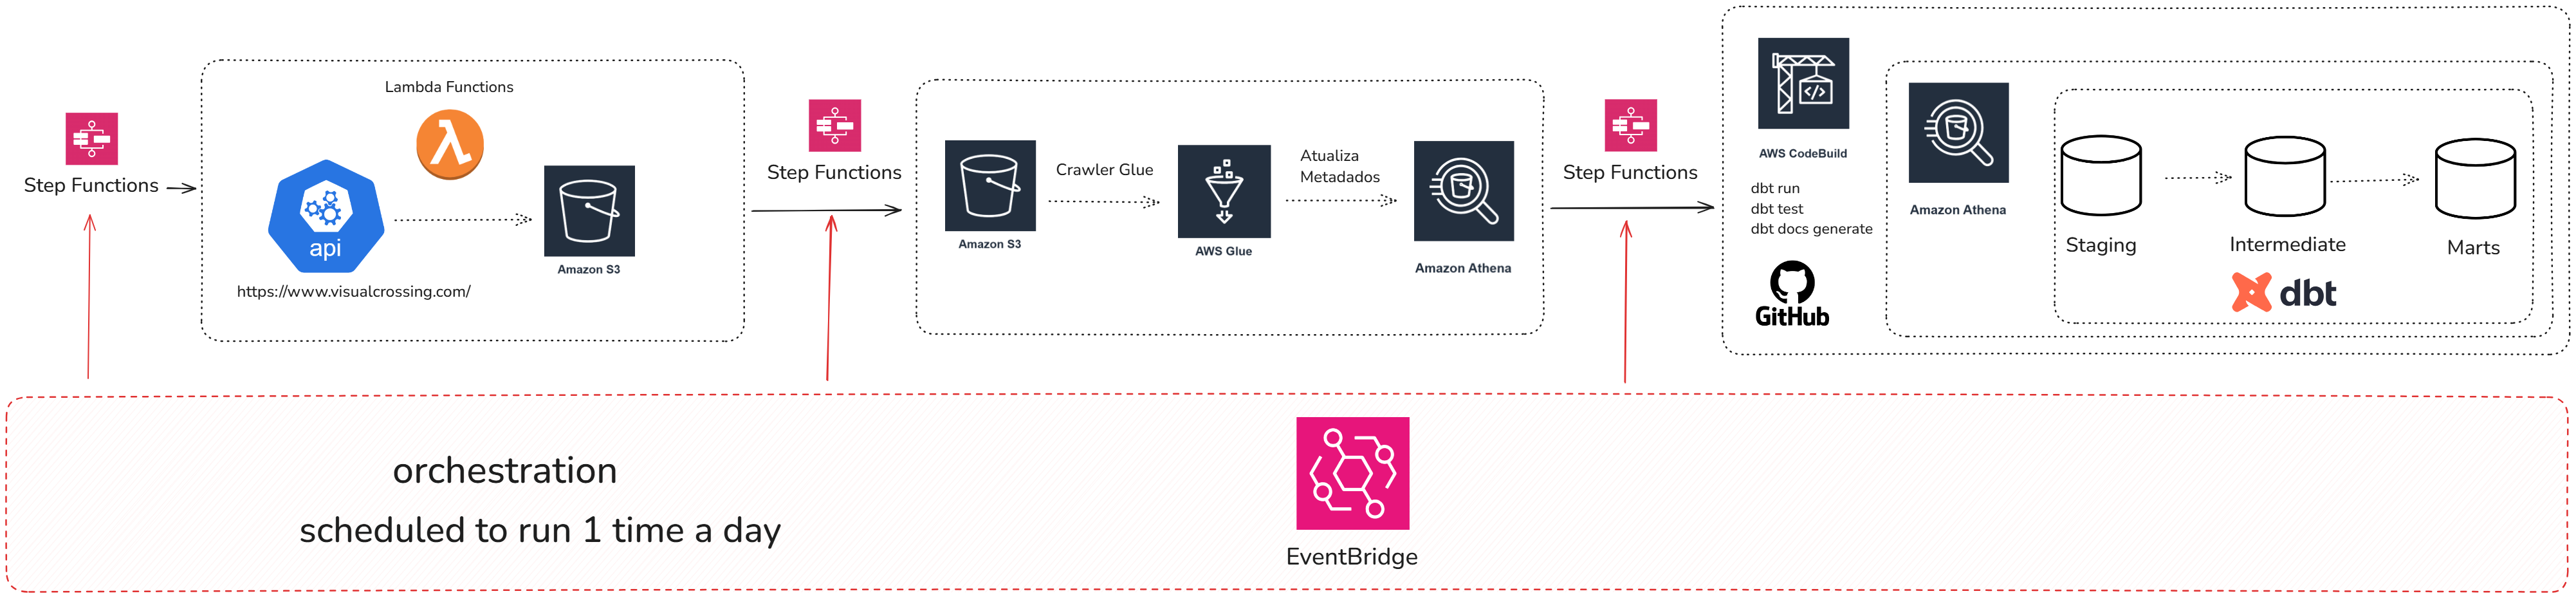 Step Functions
Lambda Functions
api
https://www.visualcrossing.com/
Amazon S3
Step Functions
Amazon S3
Crawler Glue
AWS Glue
Atualiza
Metadados
Amazon Athena
Step Functions
AWS CodeBuild
dbt run
dbt test
dbt docs generate
GitHub
Amazon Athena
Staging
Intermediate
Marts
dbt
orchestration
scheduled to run 1 time a day
EventBridge